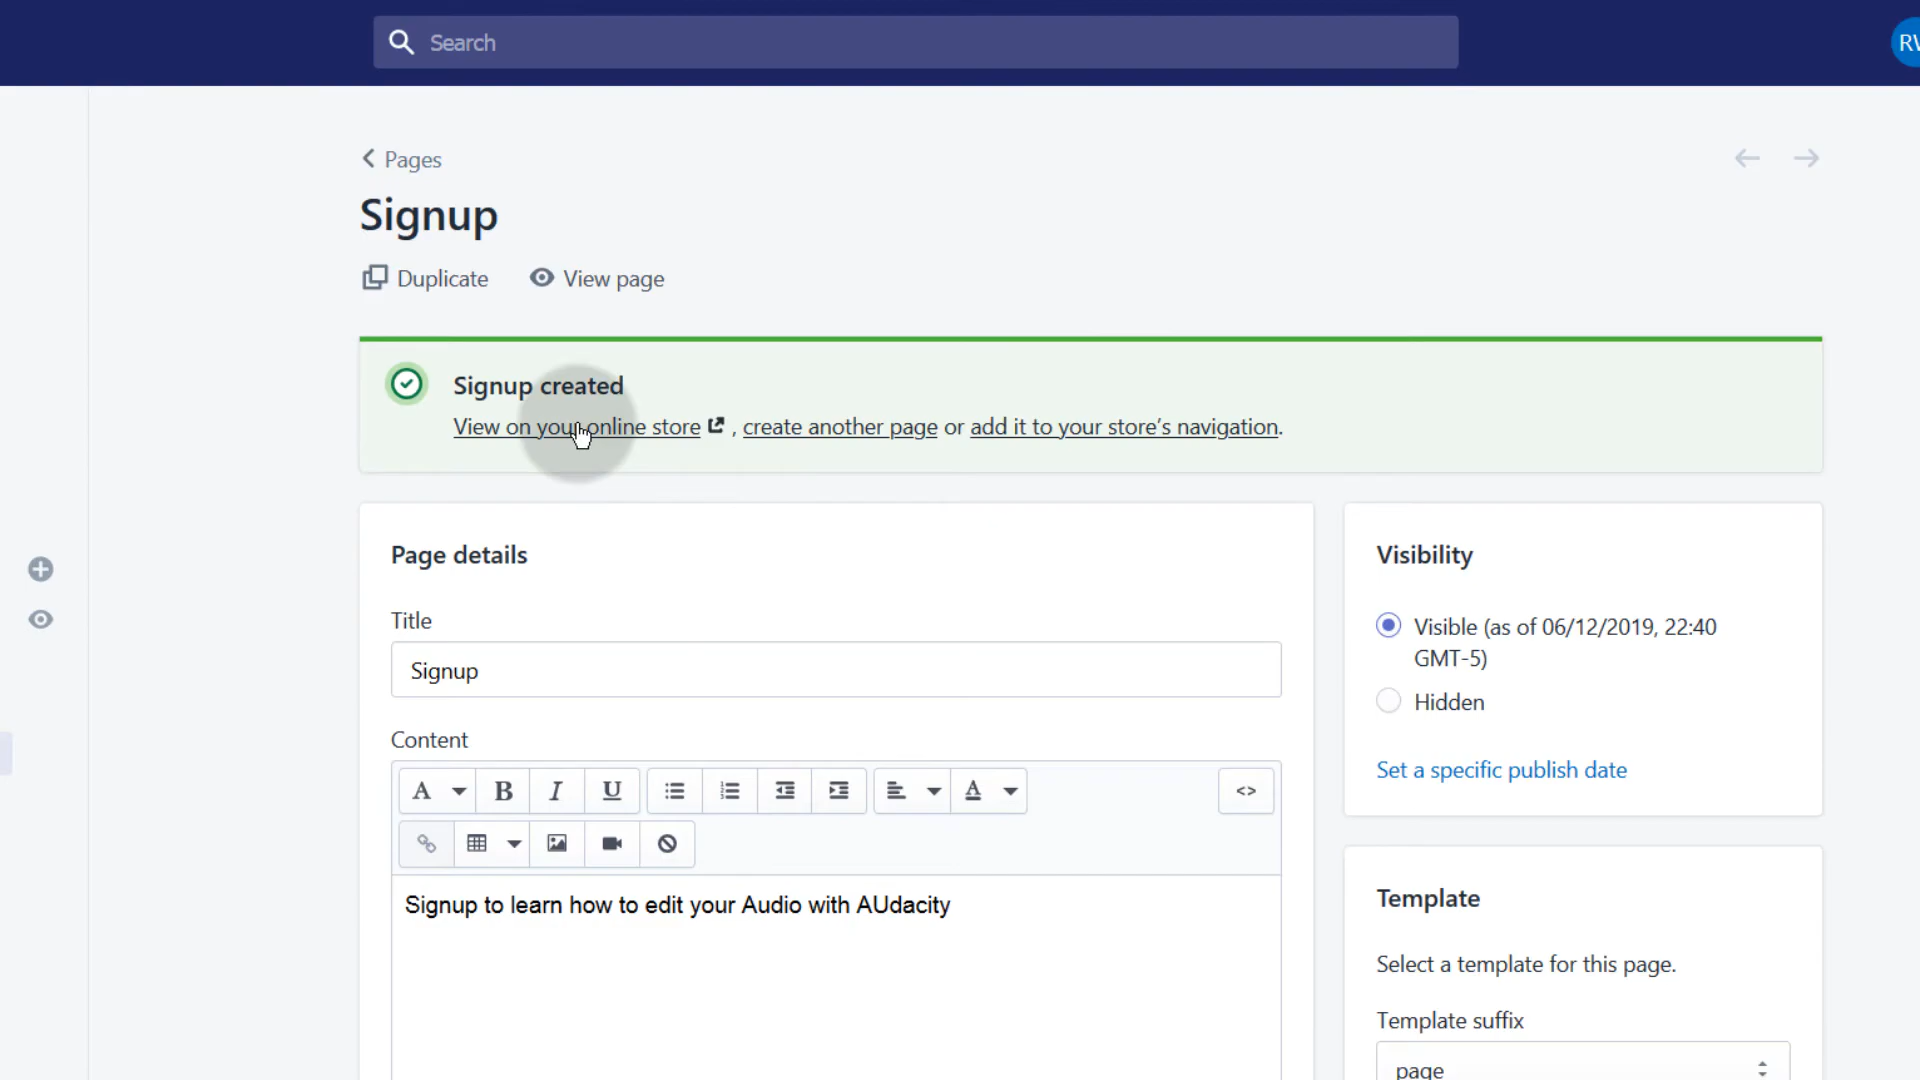 Search
RV
Pages
Signup
Duplicate View page
Signup created
View on your online store , create another page or add it to your store's navigation.
Page details
Title
Signup
Content
A B I U A <>
Signup to learn how to edit your Audio with AUdacity
Visibility
Visible (as of 06/12/2019, 22:40
GMT-5)
Hidden
Set a specific publish date
Template
Select a template for this page.
Template suffix
page